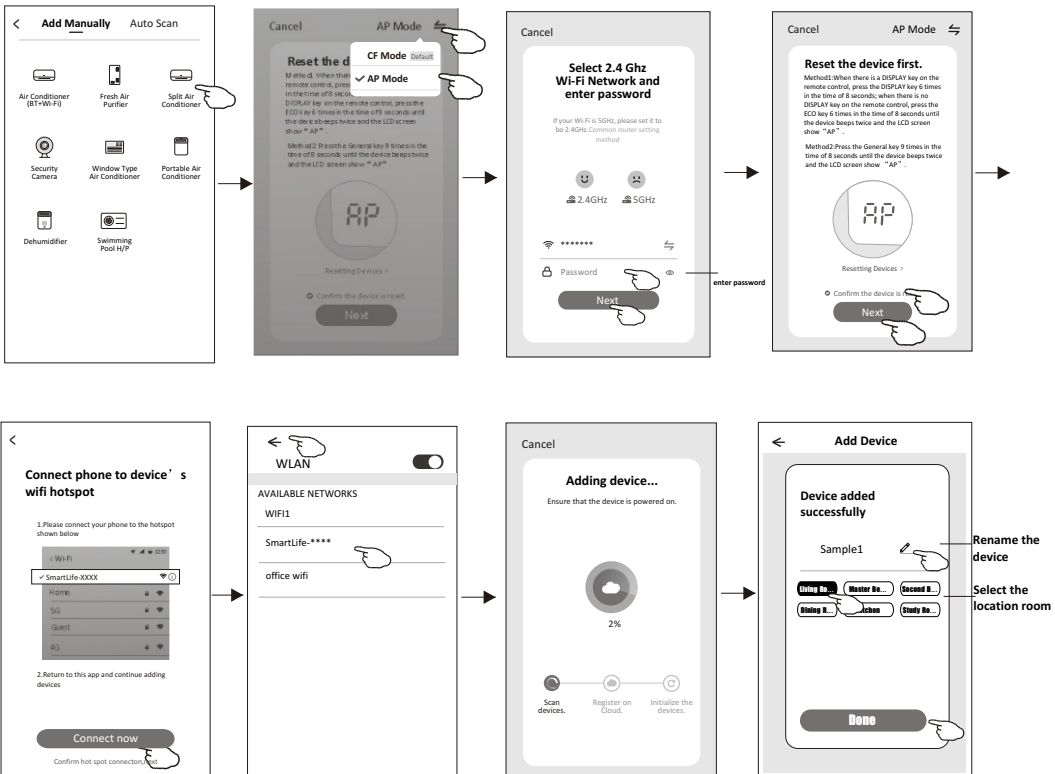 Add Manually Auto Scan
Air Conditioner
(BT+Wi-Fi)
Fresh Air
Purifier
Split Air
Conditioner
Security
Camera
Window Type
Air Conditioner
Portable Air
Conditioner
Dehumidifier
Swimming
Pool H/P
Cancel AP Mode
CF Mode Default
AP Mode
Reset the d
Method1:When then
remote control, press
in the time of 8 secon
DISPLAY key on the remote control, press the
ECO key 6 times in the time of 8 seconds until
the device beeps twice and the LCD screen
show “AP”.
Method2:Press the General key 9 times in the
time of 8 seconds until the device beeps twice
and the LCD screen show “AP”.
AP
Resetting Devices >
Confirm the device is reset.
Next
Cancel
Select 2.4 Ghz
Wi-Fi Network and
enter password
If your Wi-Fi is 5GHz, please set it to
bo 2.4GHz.Common router setting
method
2.4GHz 5GHz
*******
Password
Next
enter password
Cancel AP Mode
Reset the device first.
Method1:When there is a DISPLAY key on the
remote control, press the DISPLAY key 6 times
in the time of 8 seconds; when there is no
DISPLAY key on the remote control, press the
ECO key 6 times in the time of 8 seconds until
the device beeps twice and the LCD screen
show “AP”.
Method2:Press the General key 9 times in the
time of 8 seconds until the device beeps twice
and the LCD screen show “AP”.
AP
Resetting Devices >
Confirm the device is re
Next
Connect phone to device’s
wifi hotspot
1.Please connect your phone to the hotspot
shown below
12:30
< Wi-Fi
SmartLife-XXXX
Home
5G
Guest
4G
2.Return to this app and continue adding
devices
Connect now
Confirm hot spot connecton,next
WLAN
AVAILABLE NETWORKS
WIFI1
SmartLife-****
office wifi
Cancel
Adding device...
Ensure that the device is powered on.
2%
Scan
devices.
Register on
Cloud.
Initialize the
devices.
Add Device
Device added
successfully
Sample1
Rename the
device
Living Ro... Master Be... Second B...
Dining R... tchen Study Ro...
Select the
location room
Done